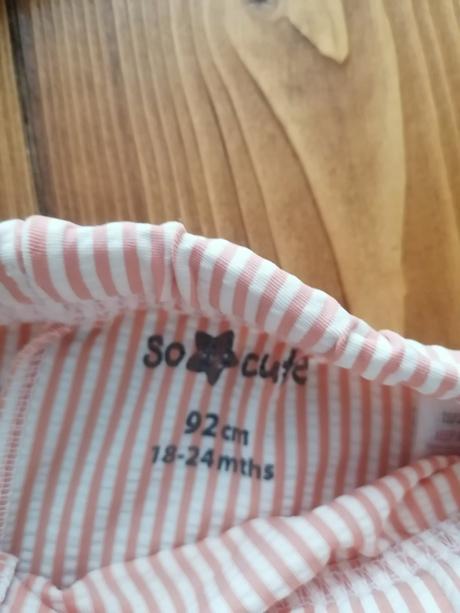 So cute
92 cm
18-24 mths